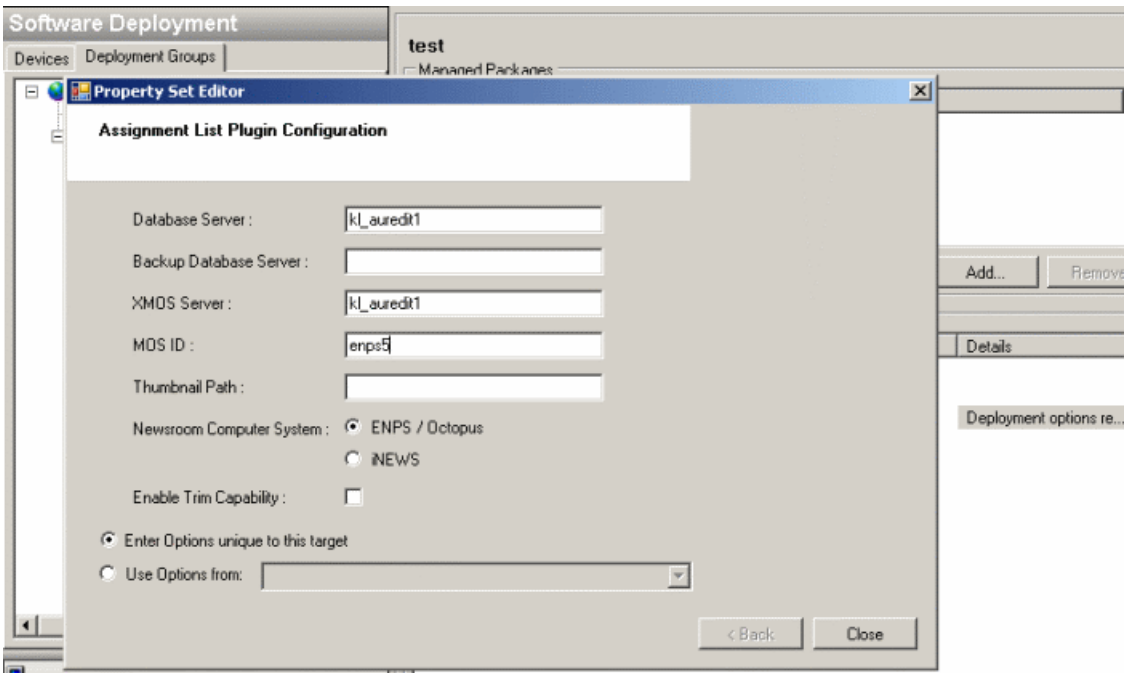 Software Deployment
Devices
Deployment Groups
test
Managed Packages
Property Set Editor
Assignment List Plugin Configuration
Database Server :
kl_auredit1
Backup Database Server :
XMOS Server :
kl_auredit1
MOS ID :
enps5
Thumbnail Path :
Newsroom Computer System :
ENPS / Octopus
iNEWS
Enable Trim Capability :
Enter Options unique to this target
Use Options from:
< Back
Close
Add...
Remove
Details
Deployment options re...